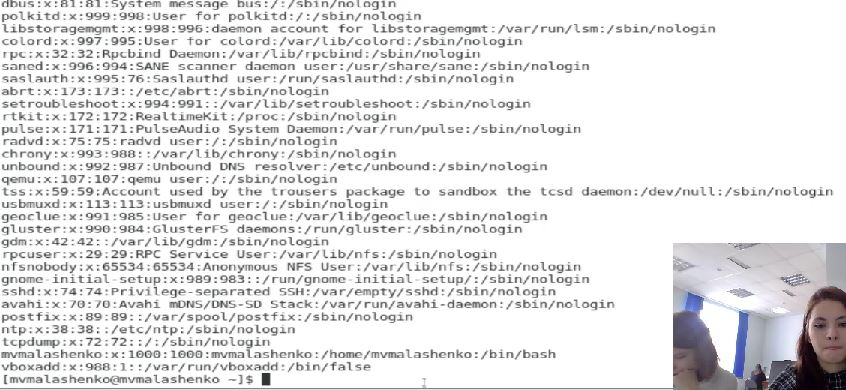 dbus:x:81:81:System message bus:/:/sbin/nologin
polkitd:x:999:998:User for polkitd:/:/sbin/nologin
libstoragemgmt:x:998:996:daemon account for libstoragemgmt:/var/run/lsm:/sbin/nologin
colord:x:997:995:User for colord:/var/lib/colord:/sbin/nologin
rpc:x:32:32:Rpcbind Daemon:/var/lib/rpcbind:/sbin/nologin
saned:x:996:994:SANE scanner daemon user:/usr/share/sane:/sbin/nologin
saslauth:x:995:76:Saslauthd user:/run/saslauthd:/sbin/nologin
abrt:x:173:173::/etc/abrt:/sbin/nologin
setroubleshoot:x:994:991::/var/lib/setroubleshoot:/sbin/nologin
rtkit:x:172:172:RealtimeKit:/proc:/sbin/nologin
pulse:x:171:171:PulseAudio System Daemon:/var/run/pulse:/sbin/nologin
radvd:x:75:75:radvd user:/:/sbin/nologin
chrony:x:993:988::/var/lib/chrony:/sbin/nologin
unbound:x:992:987:Unbound DNS resolver:/etc/unbound:/sbin/nologin
qemu:x:107:107:qemu user:/:/sbin/nologin
tss:x:59:59:Account used by the trousers package to sandbox the tcsd daemon:/dev/null:/sbin/nologin
usbmuxd:x:113:113:usbmuxd user:/:/sbin/nologin
geoclue:x:991:985:User for geoclue:/var/lib/geoclue:/sbin/nologin
gluster:x:990:984:GlusterFS daemons:/run/gluster:/sbin/nologin
gdm:x:42:42::/var/lib/gdm:/sbin/nologin
rpcuser:x:29:29:RPC Service User:/var/lib/nfs:/sbin/nologin
nfsnobody:x:65534:65534:Anonymous NFS User:/var/lib/nfs:/sbin/nologin
gnome-initial-setup:x:989:983::/run/gnome-initial-setup/:/sbin/nologin
sshd:x:74:74:Privilege-separated SSH:/var/empty/sshd:/sbin/nologin
avahi:x:70:70:Avahi mDNS/DNS-SD Stack:/var/run/avahi-daemon:/sbin/nologin
postfix:x:89:89::/var/spool/postfix:/sbin/nologin
ntp:x:38:38::/etc/ntp:/sbin/nologin
tcpdump:x:72:72::/:/sbin/nologin
mvmalashenko:x:1000:1000:mvmalashenko:/home/mvmalashenko:/bin/bash
vboxadd:x:988:1::/var/run/vboxadd:/bin/false
[mvmalashenko@mvmalashenko ~]$